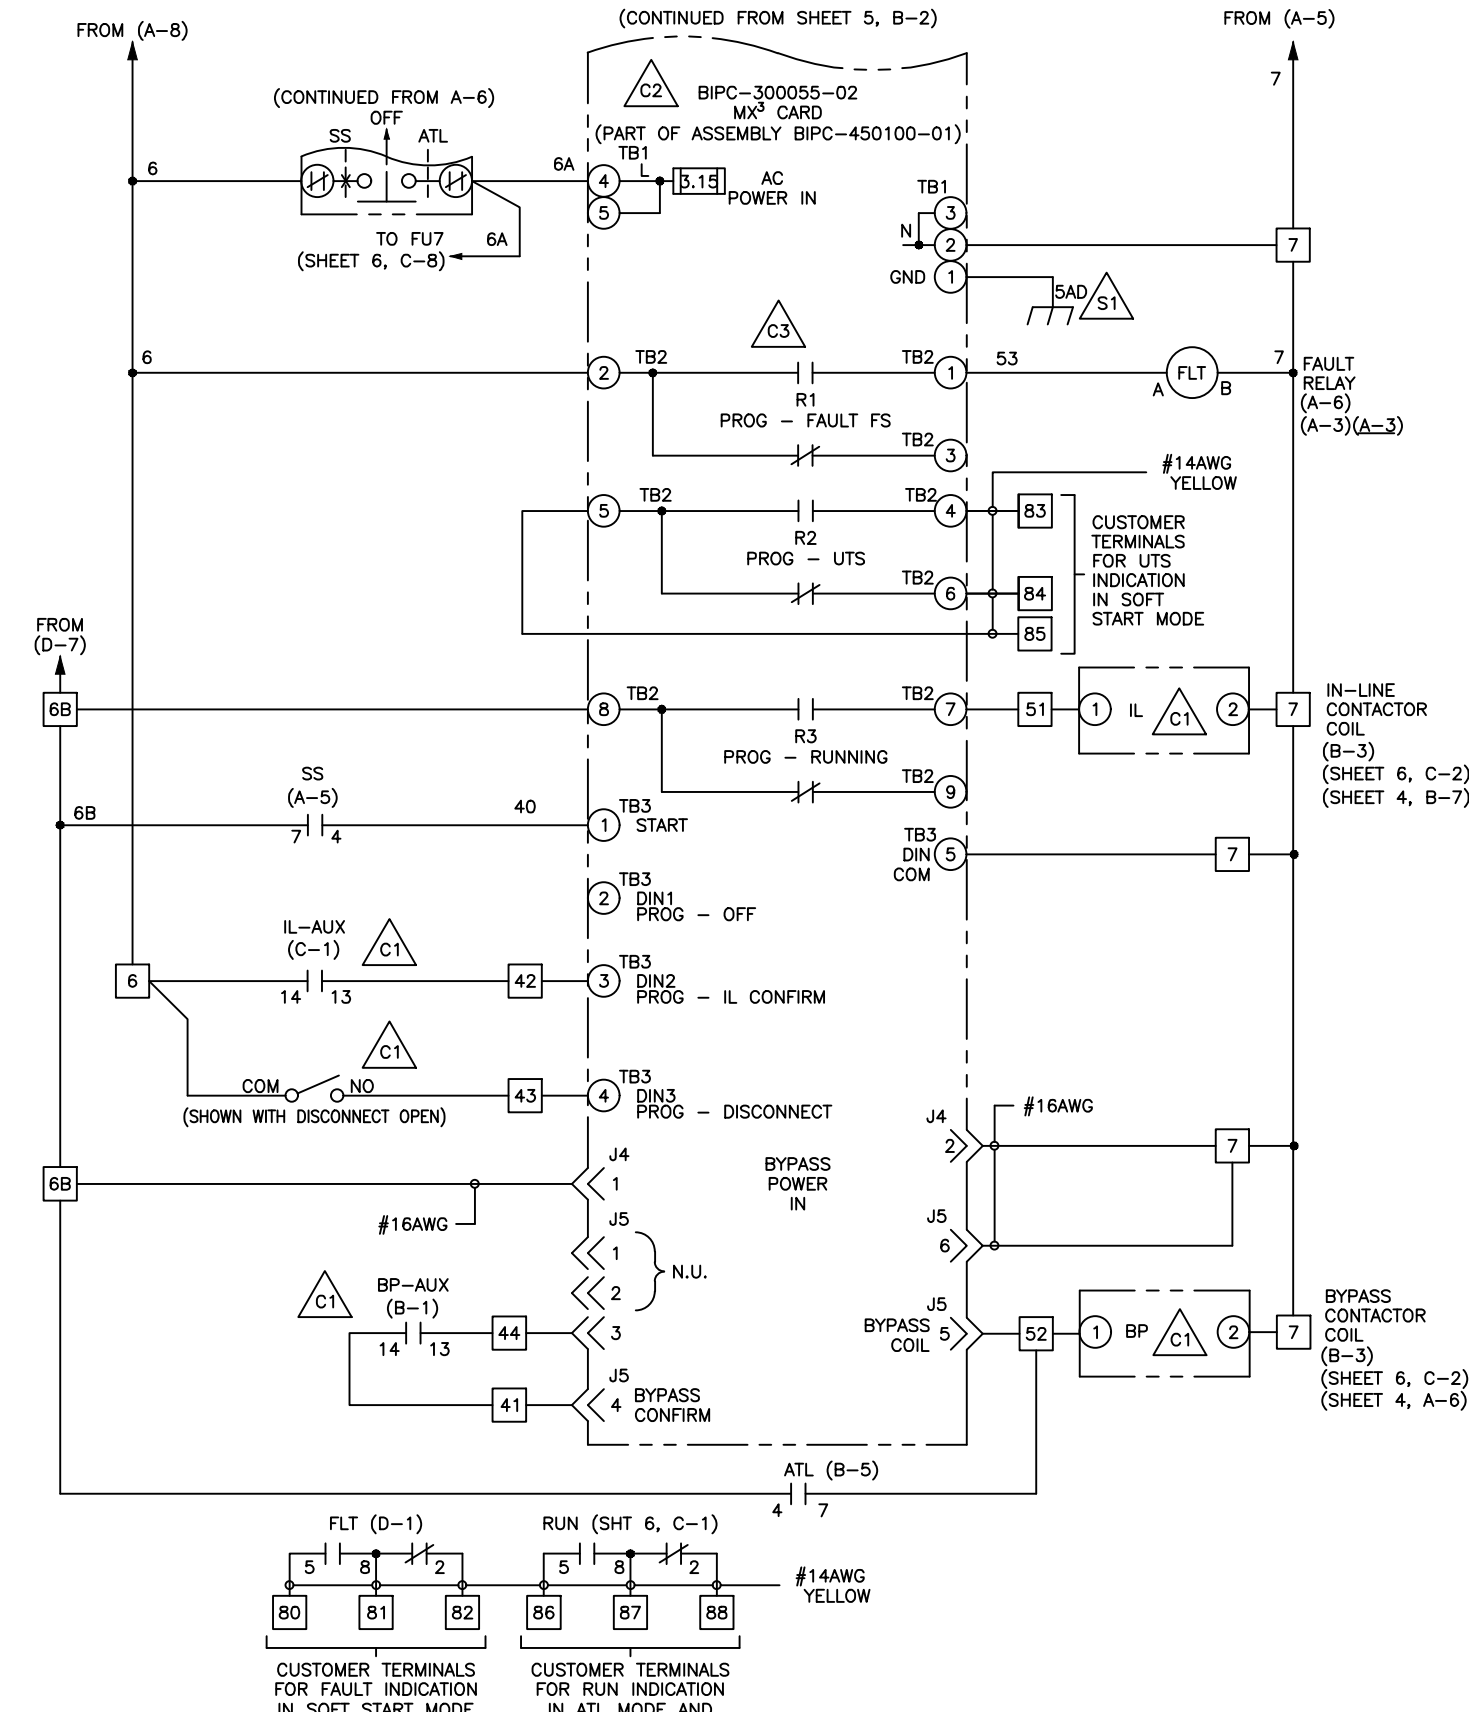 FROM (A-8)
(CONTINUED FROM SHEET 5, B-2)
FROM (A-5)
7
C2
BIPC-300055-02
MX³ CARD
(PART OF ASSEMBLY BIPC-450100-01)
(CONTINUED FROM A-6)
OFF
SS
ATL
6
6A
TO FU7
(SHEET 6, C-8)
6A
TB1
4
L
3.15
AC
POWER IN
5
TB1
3
N
2
7
GND
1
5AD
S1
C3
6
2
TB2
R1
PROG - FAULT FS
TB2
1
53
A
FLT
B
7
FAULT
RELAY
(A-6)
(A-3)(A-3)
TB2
3
#14AWG
YELLOW
5
TB2
R2
PROG - UTS
TB2
4
83
TB2
6
84
85
CUSTOMER
TERMINALS
FOR UTS
INDICATION
IN SOFT
START MODE
FROM
(D-7)
6B
8
TB2
R3
PROG - RUNNING
TB2
7
51
1
IL
C1
2
7
IN-LINE
CONTACTOR
COIL
(B-3)
(SHEET 6, C-2)
(SHEET 4, B-7)
TB2
9
6B
SS
(A-5)
7
4
40
1
TB3
START
TB3
DIN
COM
5
7
2
TB3
DIN1
PROG - OFF
6
IL-AUX
(C-1)
C1
14
13
42
3
TB3
DIN2
PROG - IL CONFIRM
C1
COM
NO
(SHOWN WITH DISCONNECT OPEN)
43
4
TB3
DIN3
PROG - DISCONNECT
#16AWG
J4
2
7
6B
#16AWG
J4
1
BYPASS
POWER
IN
J5
6
J5
1
2
N.U.
C1
BP-AUX
(B-1)
14
13
44
3
41
J5
4
BYPASS
CONFIRM
J5
BYPASS
COIL
5
52
1
BP
C1
2
7
BYPASS
CONTACTOR
COIL
(B-3)
(SHEET 6, C-2)
(SHEET 4, A-6)
ATL (B-5)
4
7
FLT (D-1)
5
8
2
RUN (SHT 6, C-1)
5
8
2
#14AWG
YELLOW
80
81
82
86
87
88
CUSTOMER TERMINALS
FOR FAULT INDICATION
IN SOFT START MODE
CUSTOMER TERMINALS
FOR RUN INDICATION
IN ATL MODE AND